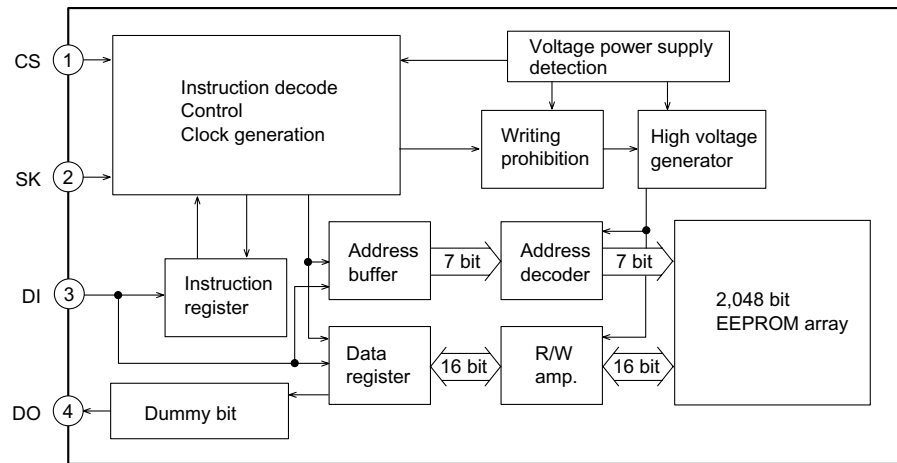 CS 1
Instruction decode
Control
Clock generation
Voltage power supply
detection
Writing
prohibition
High voltage
generator
SK 2
Address
buffer
7 bit
Address
decoder
7 bit
DI 3
Instruction
register
2,048 bit
EEPROM array
Data
register
16 bit
R/W
amp.
16 bit
DO 4
Dummy bit